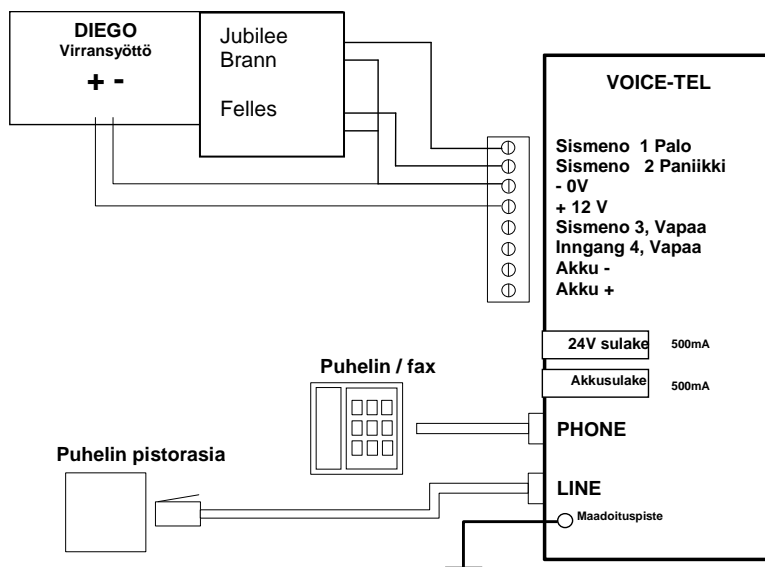 DIEGO
Virransyöttö
+ -
Jubilee
Brann
Felles
VOICE-TEL
Sismeno 1 Palo
Sismeno 2 Paniikki
- 0V
+ 12 V
Sismeno 3, Vapaa
Inngang 4, Vapaa
Akku -
Akku +
24V sulake 500mA
Akkusulake 500mA
Puhelin / fax
PHONE
Puhelin pistorasia
LINE
Maadoituspiste